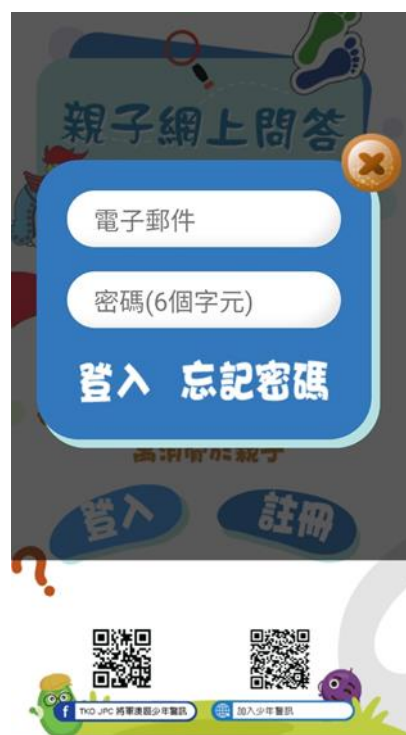 親子網上問答
電子郵件
密碼(6個字元)
登入 忘記密碼
登入 註冊
TKO JPC 將軍澳區少年警訊
加入少年警訊